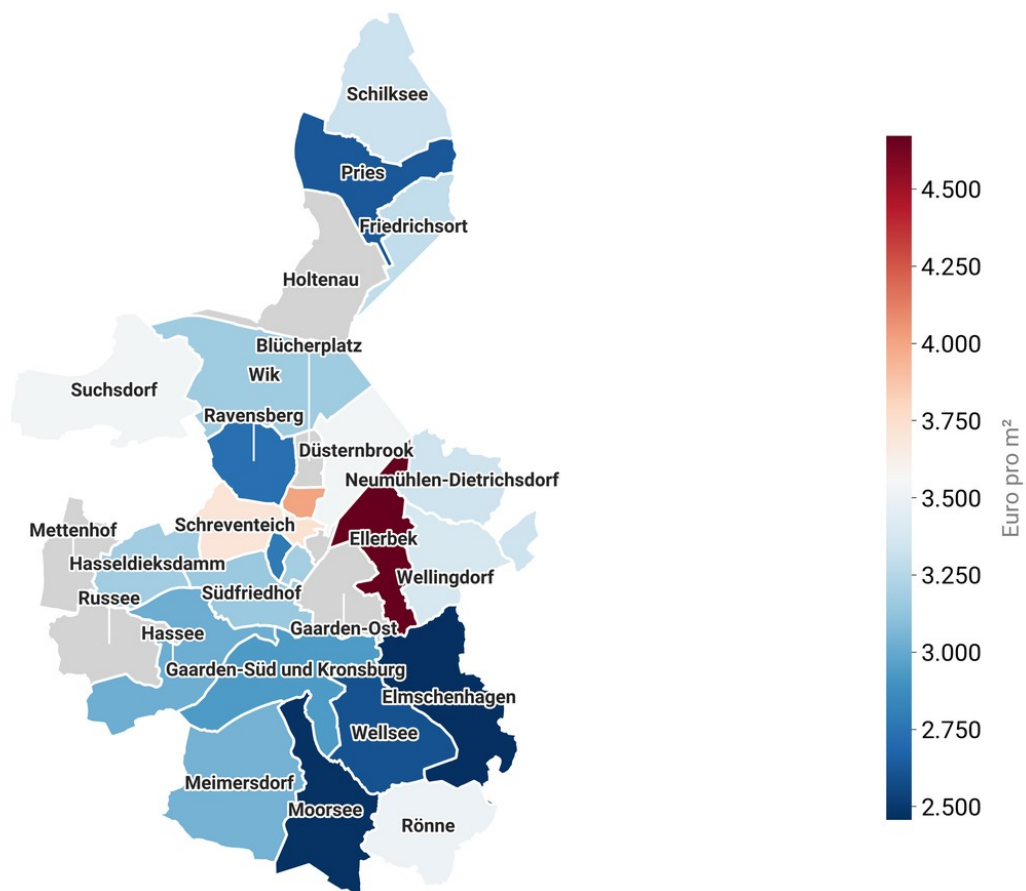 Schilksee
Pries
Friedrichsort
Holtenau
Blücherplatz
Wik
Suchsdorf
Ravensberg
Düsternbrook
Neumühlen-Dietrichsdorf
Schreventeich
Mettenhof
Ellerbek
Hasseldieksdamm
Wellingdorf
Südfriedhof
Russee
Gaarden-Ost
Hassee
Gaarden-Süd und Kronsburg
Elmschenhagen
Wellsee
Meimersdorf
Moorsee
Rönne
4.500
4.250
4.000
3.750
3.500
3.250
3.000
2.750
2.500
Euro pro m²